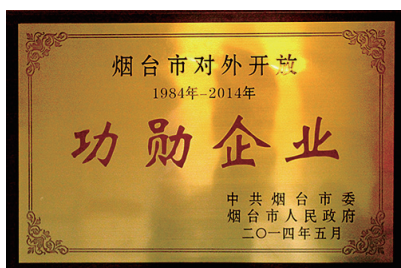 烟台市对外开放
1984年-2014年
功勋企业
中共烟台市委
烟台市人民政府
二〇一四年五月